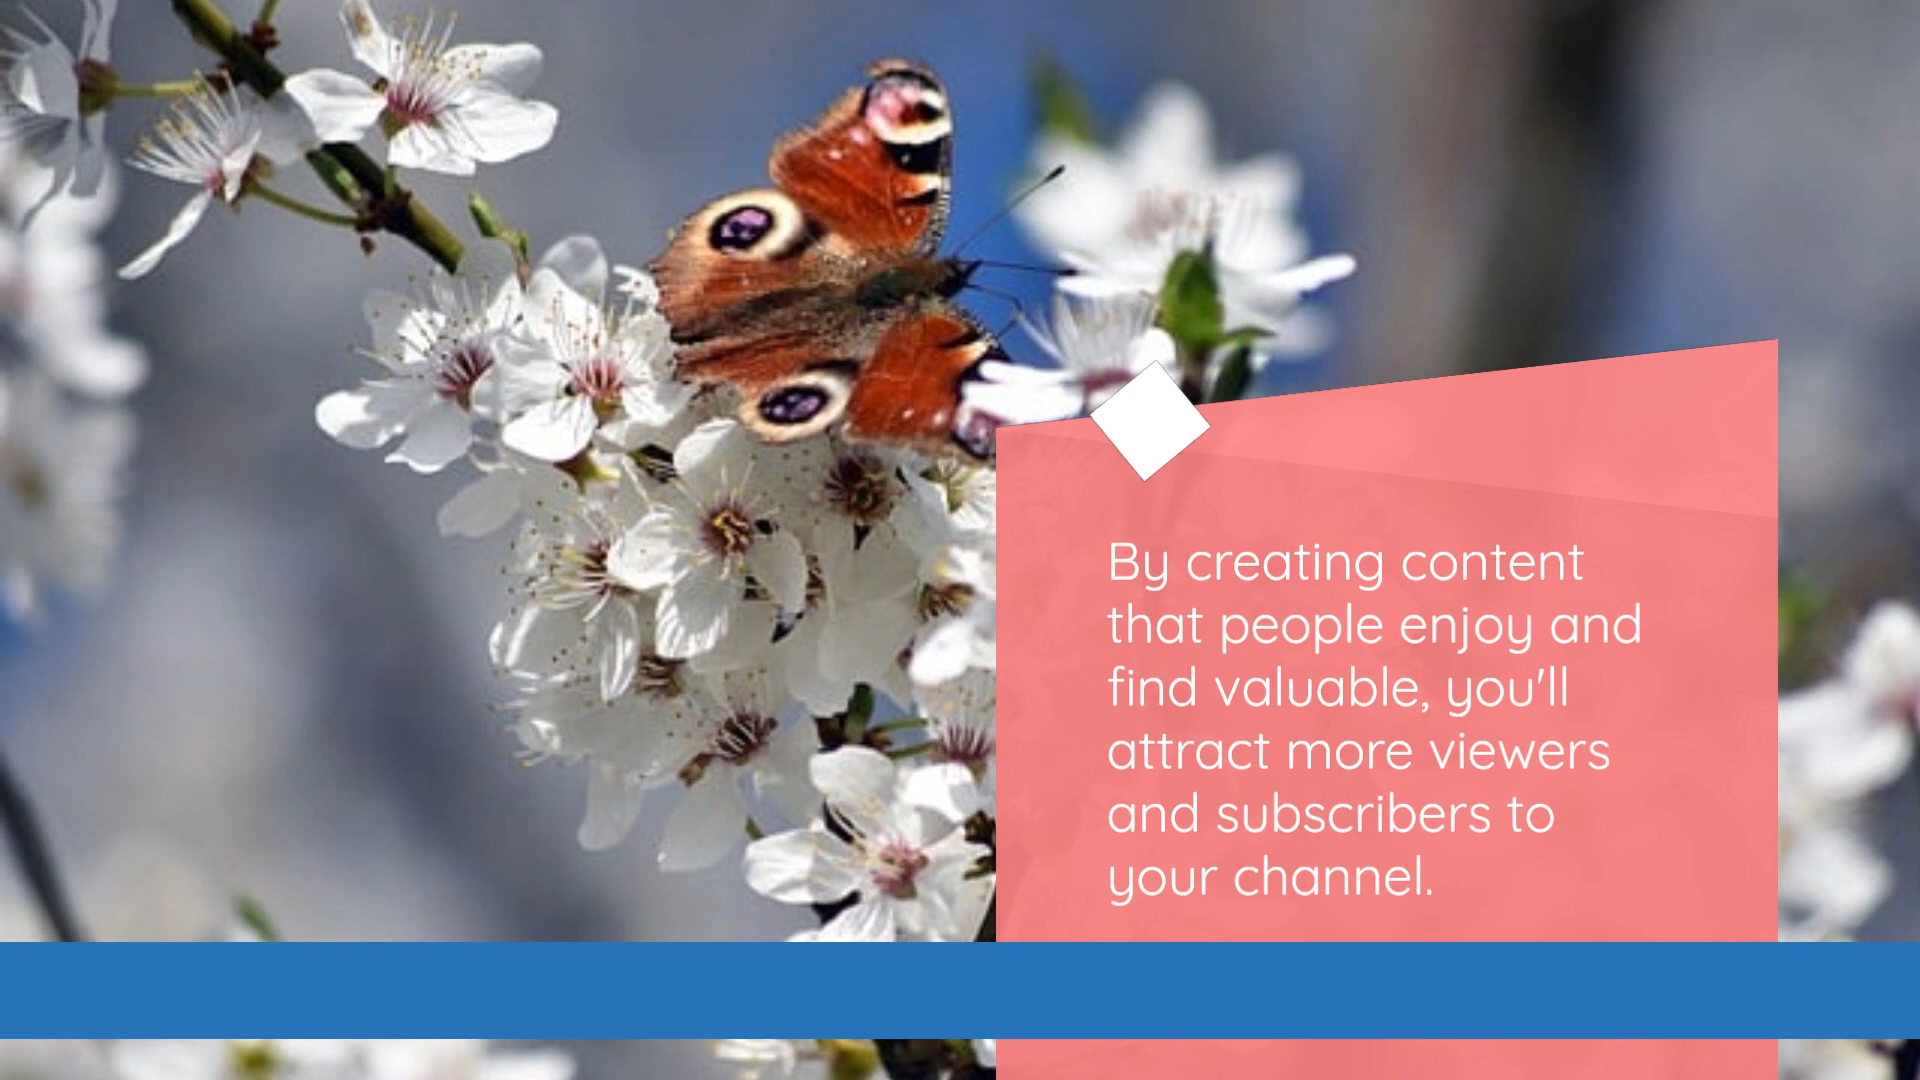 By creating content
that people enjoy and
find valuable, you'll
attract more viewers
and subscribers to
your channel.